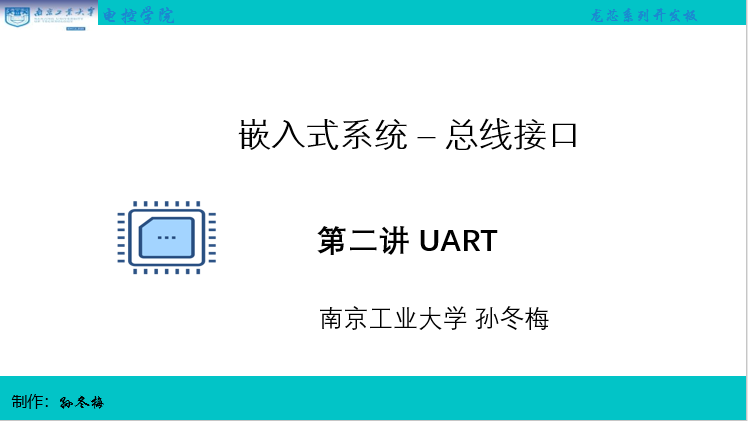 南京工业大学 电控学院 龙芯系列开发板
嵌入式系统 – 总线接口
第二讲 UART
南京工业大学 孙冬梅
制作：孙冬梅